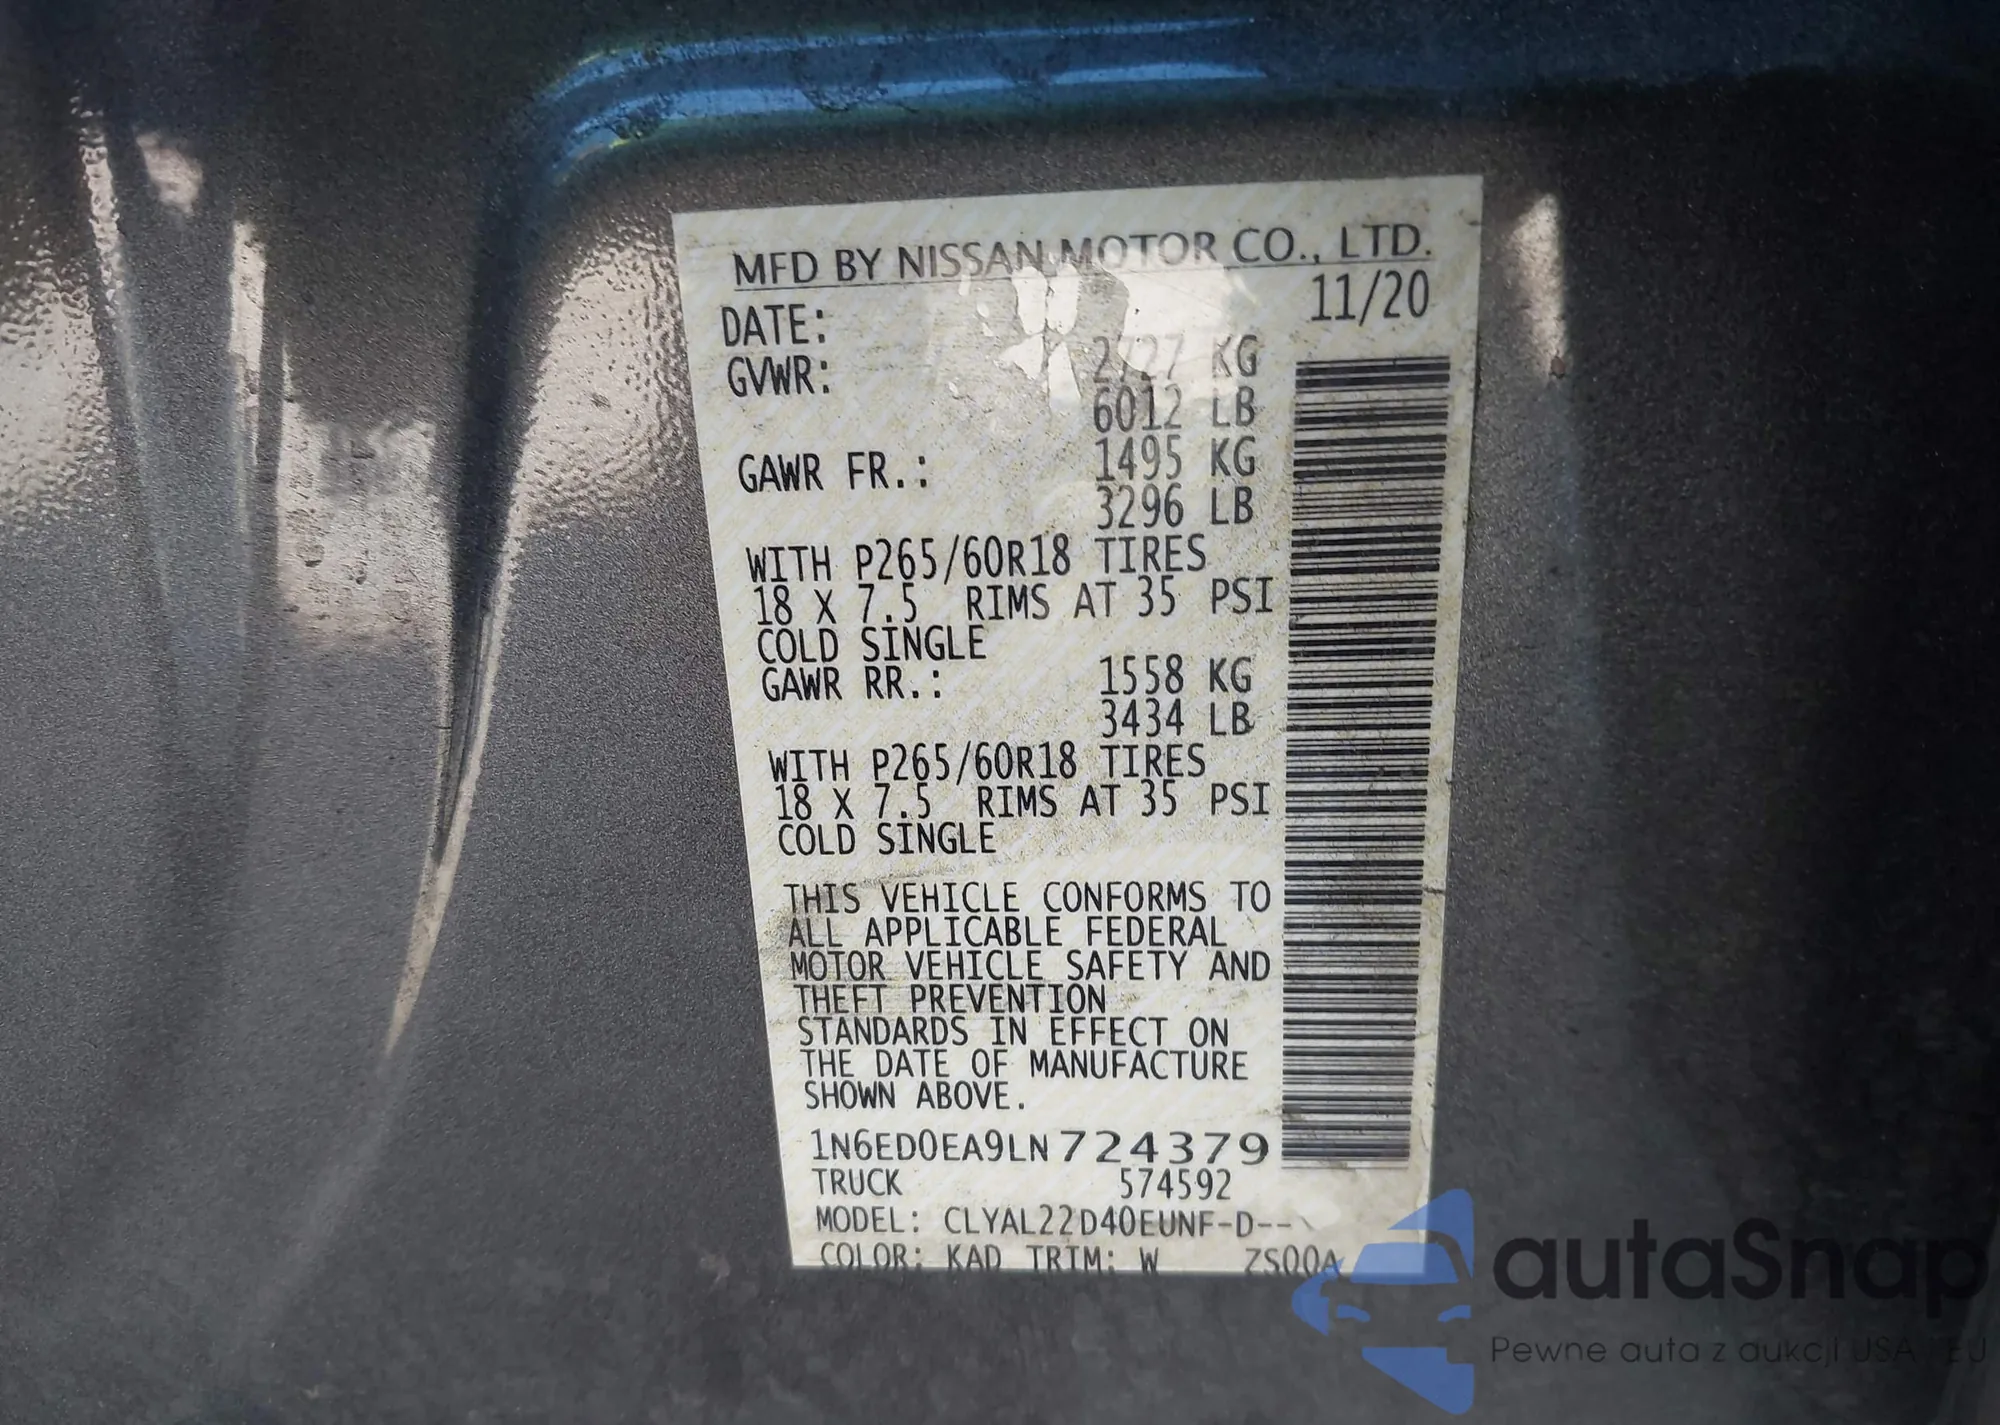 MFD BY NISSAN MOTOR CO., LTD.
DATE: 11/20
GVWR: 2727 KG
6012 LB
GAWR FR.: 1495 KG
3296 LB
WITH P265/60R18 TIRES
18 X 7.5 RIMS AT 35 PSI
COLD SINGLE
GAWR RR.: 1558 KG
3434 LB
WITH P265/60R18 TIRES
18 X 7.5 RIMS AT 35 PSI
COLD SINGLE
THIS VEHICLE CONFORMS TO
ALL APPLICABLE FEDERAL
MOTOR VEHICLE SAFETY AND
THEFT PREVENTION
STANDARDS IN EFFECT ON
THE DATE OF MANUFACTURE
SHOWN ABOVE.
1N6ED0EA9LN724379
TRUCK 574592
MODEL: CLYAL22D40EUNF-D--
COLOR: KAD TRIM: W ZS00A
autaSnap
Pewne auta z aukcji USA EU